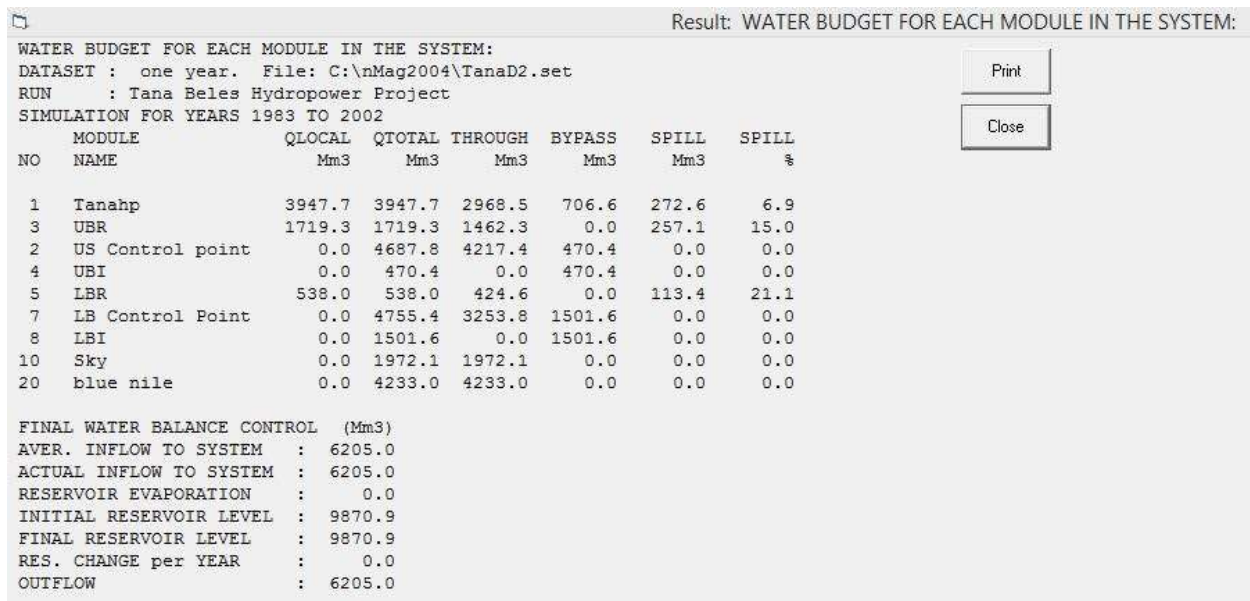 Result: WATER BUDGET FOR EACH MODULE IN THE SYSTEM:
WATER BUDGET FOR EACH MODULE IN THE SYSTEM:
DATASET : one year. File: C:\nMag2004\TanaD2.set
RUN : Tana Beles Hydropower Project
SIMULATION FOR YEARS 1983 TO 2002
MODULE QLOCAL QTOTAL THROUGH BYPASS SPILL SPILL
NO NAME Mm3 Mm3 Mm3 Mm3 Mm3 %
1 Tanahp 3947.7 3947.7 2968.5 706.6 272.6 6.9
3 UBR 1719.3 1719.3 1462.3 0.0 257.1 15.0
2 US Control point 0.0 4687.8 4217.4 470.4 0.0 0.0
4 UBI 0.0 470.4 0.0 470.4 0.0 0.0
5 LBR 538.0 538.0 424.6 0.0 113.4 21.1
7 LB Control Point 0.0 4755.4 3253.8 1501.6 0.0 0.0
8 LBI 0.0 1501.6 0.0 1501.6 0.0 0.0
10 Sky 0.0 1972.1 1972.1 0.0 0.0 0.0
20 blue nile 0.0 4233.0 4233.0 0.0 0.0 0.0
FINAL WATER BALANCE CONTROL (Mm3)
AVER. INFLOW TO SYSTEM : 6205.0
ACTUAL INFLOW TO SYSTEM : 6205.0
RESERVOIR EVAPORATION : 0.0
INITIAL RESERVOIR LEVEL : 9870.9
FINAL RESERVOIR LEVEL : 9870.9
RES. CHANGE per YEAR : 0.0
OUTFLOW : 6205.0
Print
Close